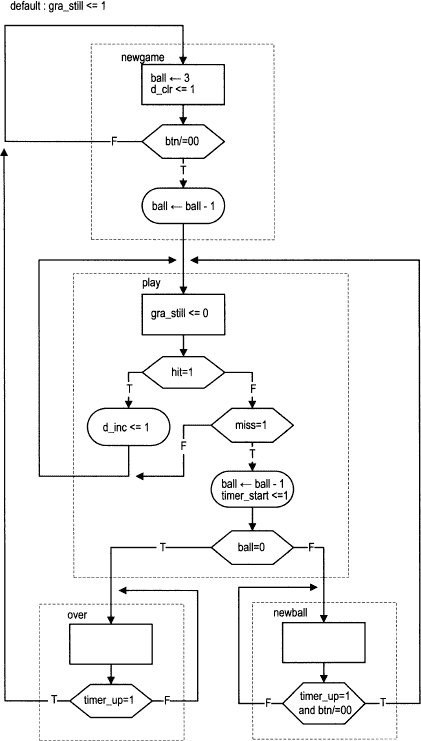 default : gra_still <= 1
newgame
ball ← 3
d_clr <= 1
F
btn/=00
T
ball ← ball - 1
play
gra_still <= 0
hit=1
T
F
d_inc <= 1
miss=1
F
T
ball ← ball - 1
timer_start <=1
T
ball=0
F
over
newball
T
timer_up=1
F
F
timer_up=1
and btn/=00
T